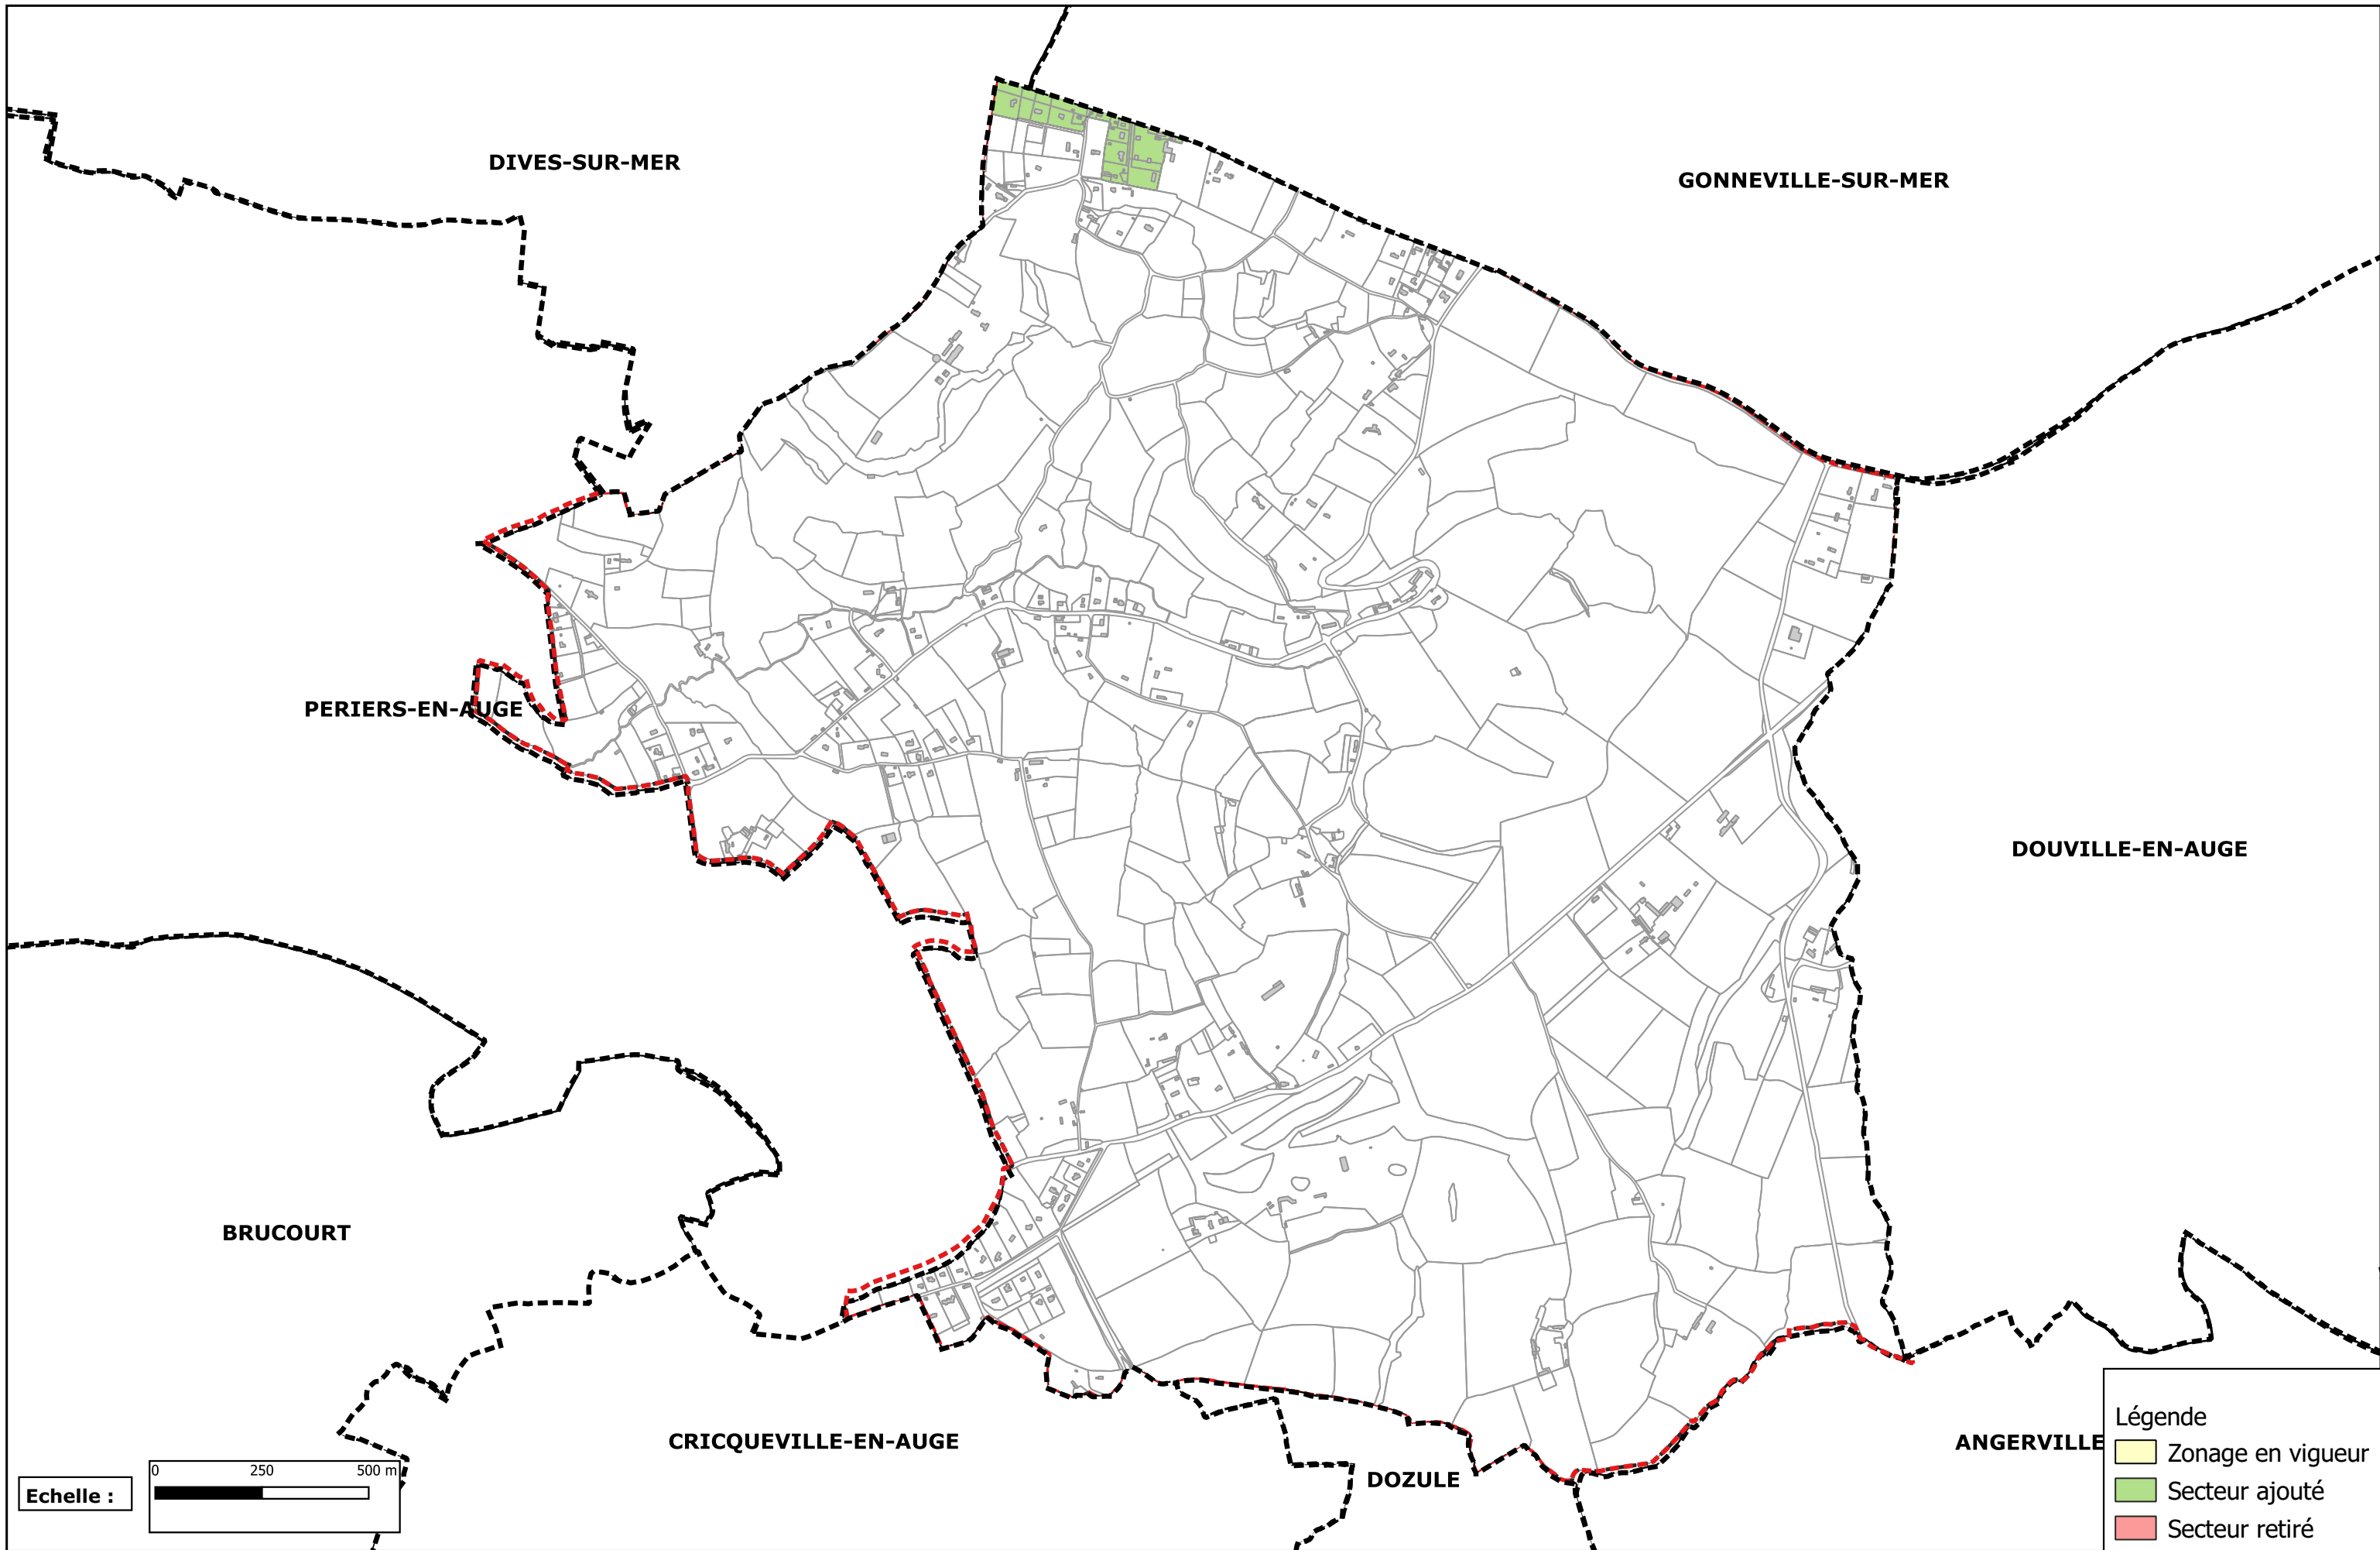 DIVES-SUR-MER
GONNEVILLE-SUR-MER
PERIERS-EN-AUGE
DOUVILLE-EN-AUGE
BRUCOURT
CRICQUEVILLE-EN-AUGE
DOZULE
ANGERVILLE
Echelle :
0 250 500 m
Légende
Zonage en vigueur
Secteur ajouté
Secteur retiré